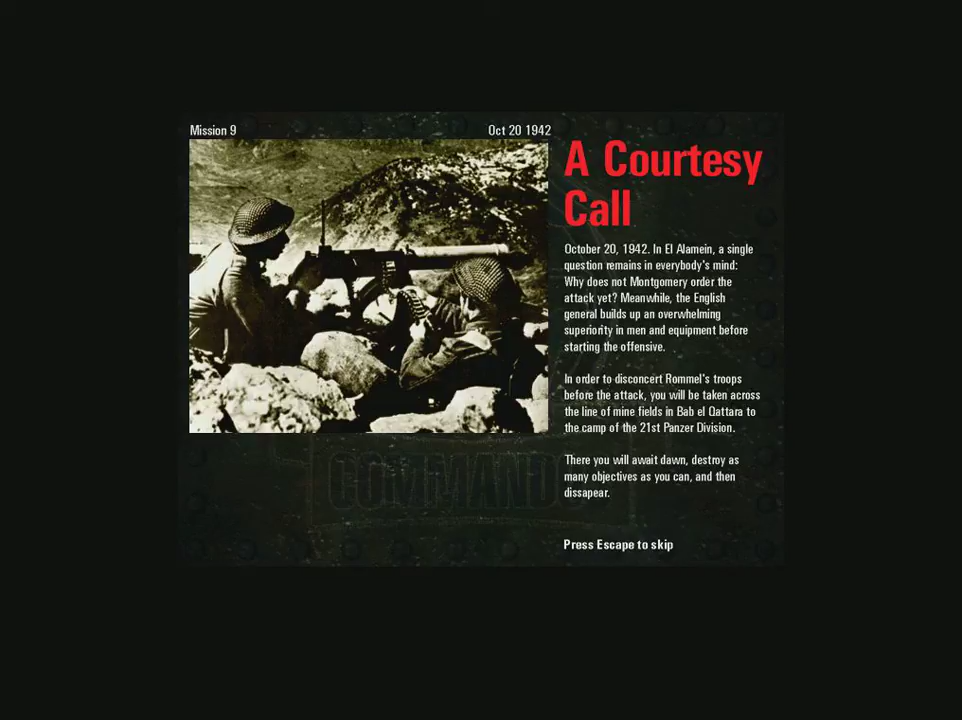 Mission 9
Oct 20 1942
A Courtesy
Call
October 20, 1942. In El Alamein, a single
question remains in everybody's mind:
Why does not Montgomery order the
attack yet? Meanwhile, the English
general builds up an overwhelming
superiority in men and equipment before
starting the offensive.
In order to disconcert Rommel's troops
before the attack, you will be taken across
the line of mine fields in Bab el Qattara to
the camp of the 21st Panzer Division.
There you will await dawn, destroy as
many objectives as you can, and then
dissapear.
Press Escape to skip